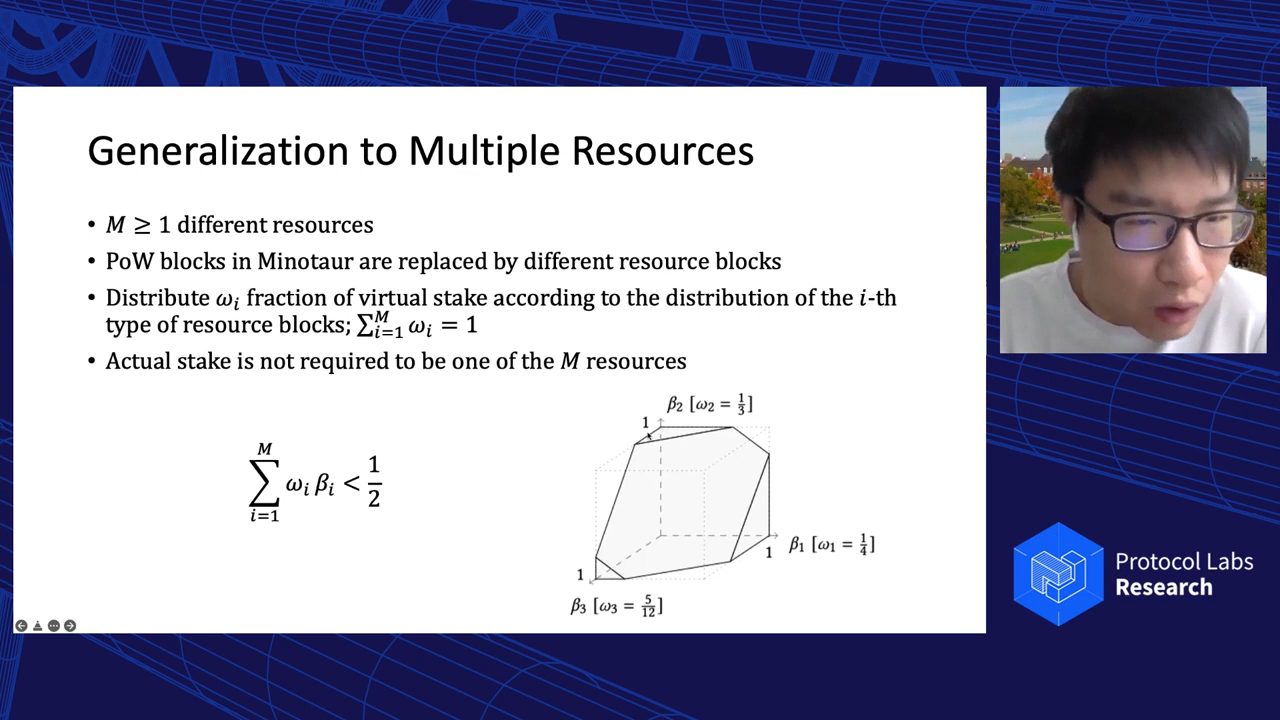 Generalization to Multiple Resources
• M ≥ 1 different resources
• PoW blocks in Minotaur are replaced by different resource blocks
• Distribute ωᵢ fraction of virtual stake according to the distribution of the i-th
type of resource blocks; ∑ᵢ₌₁ᴹ ωᵢ = 1
• Actual stake is not required to be one of the M resources
∑ᵢ₌₁ᴹ ωᵢ βᵢ < 1/2
β₂ [ω₂ = 1/3]
1
β₁ [ω₁ = 1/4]
1
1
β₃ [ω₃ = 5/12]
Protocol Labs
Research